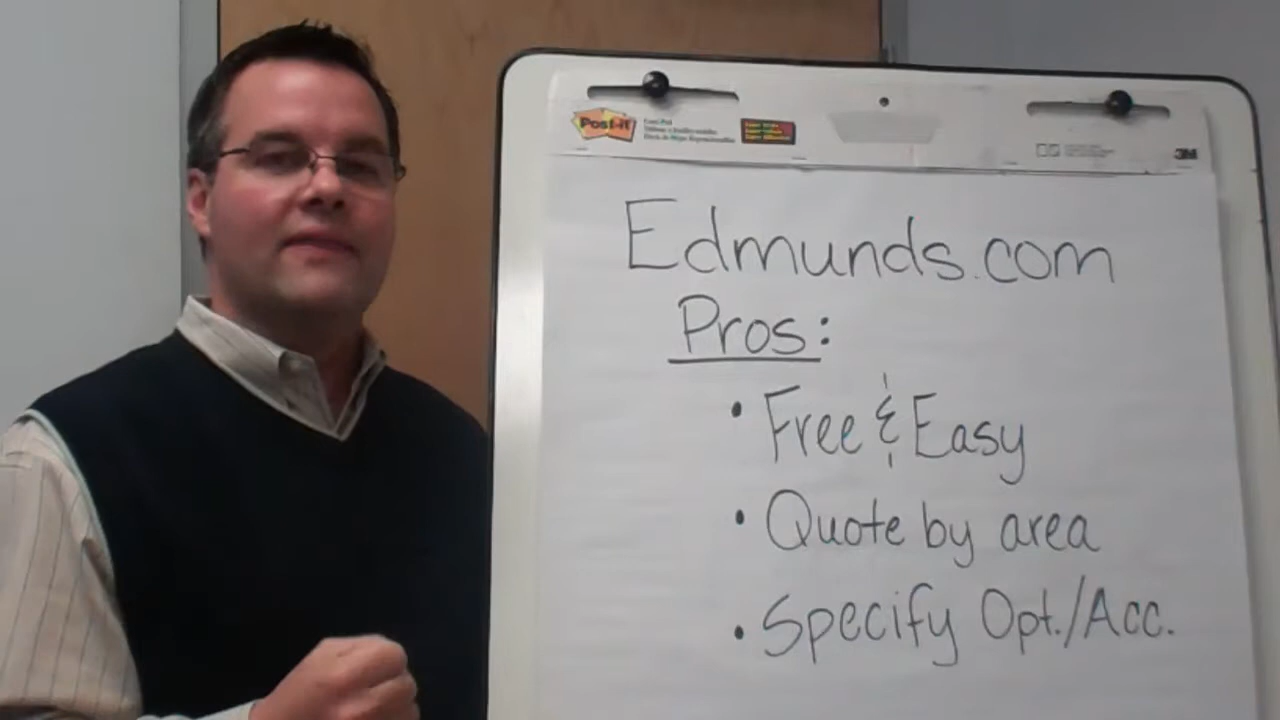 Post-it
3M
Edmunds.com
Pros:
• Free & Easy
• Quote by area
• Specify Opt./Acc.